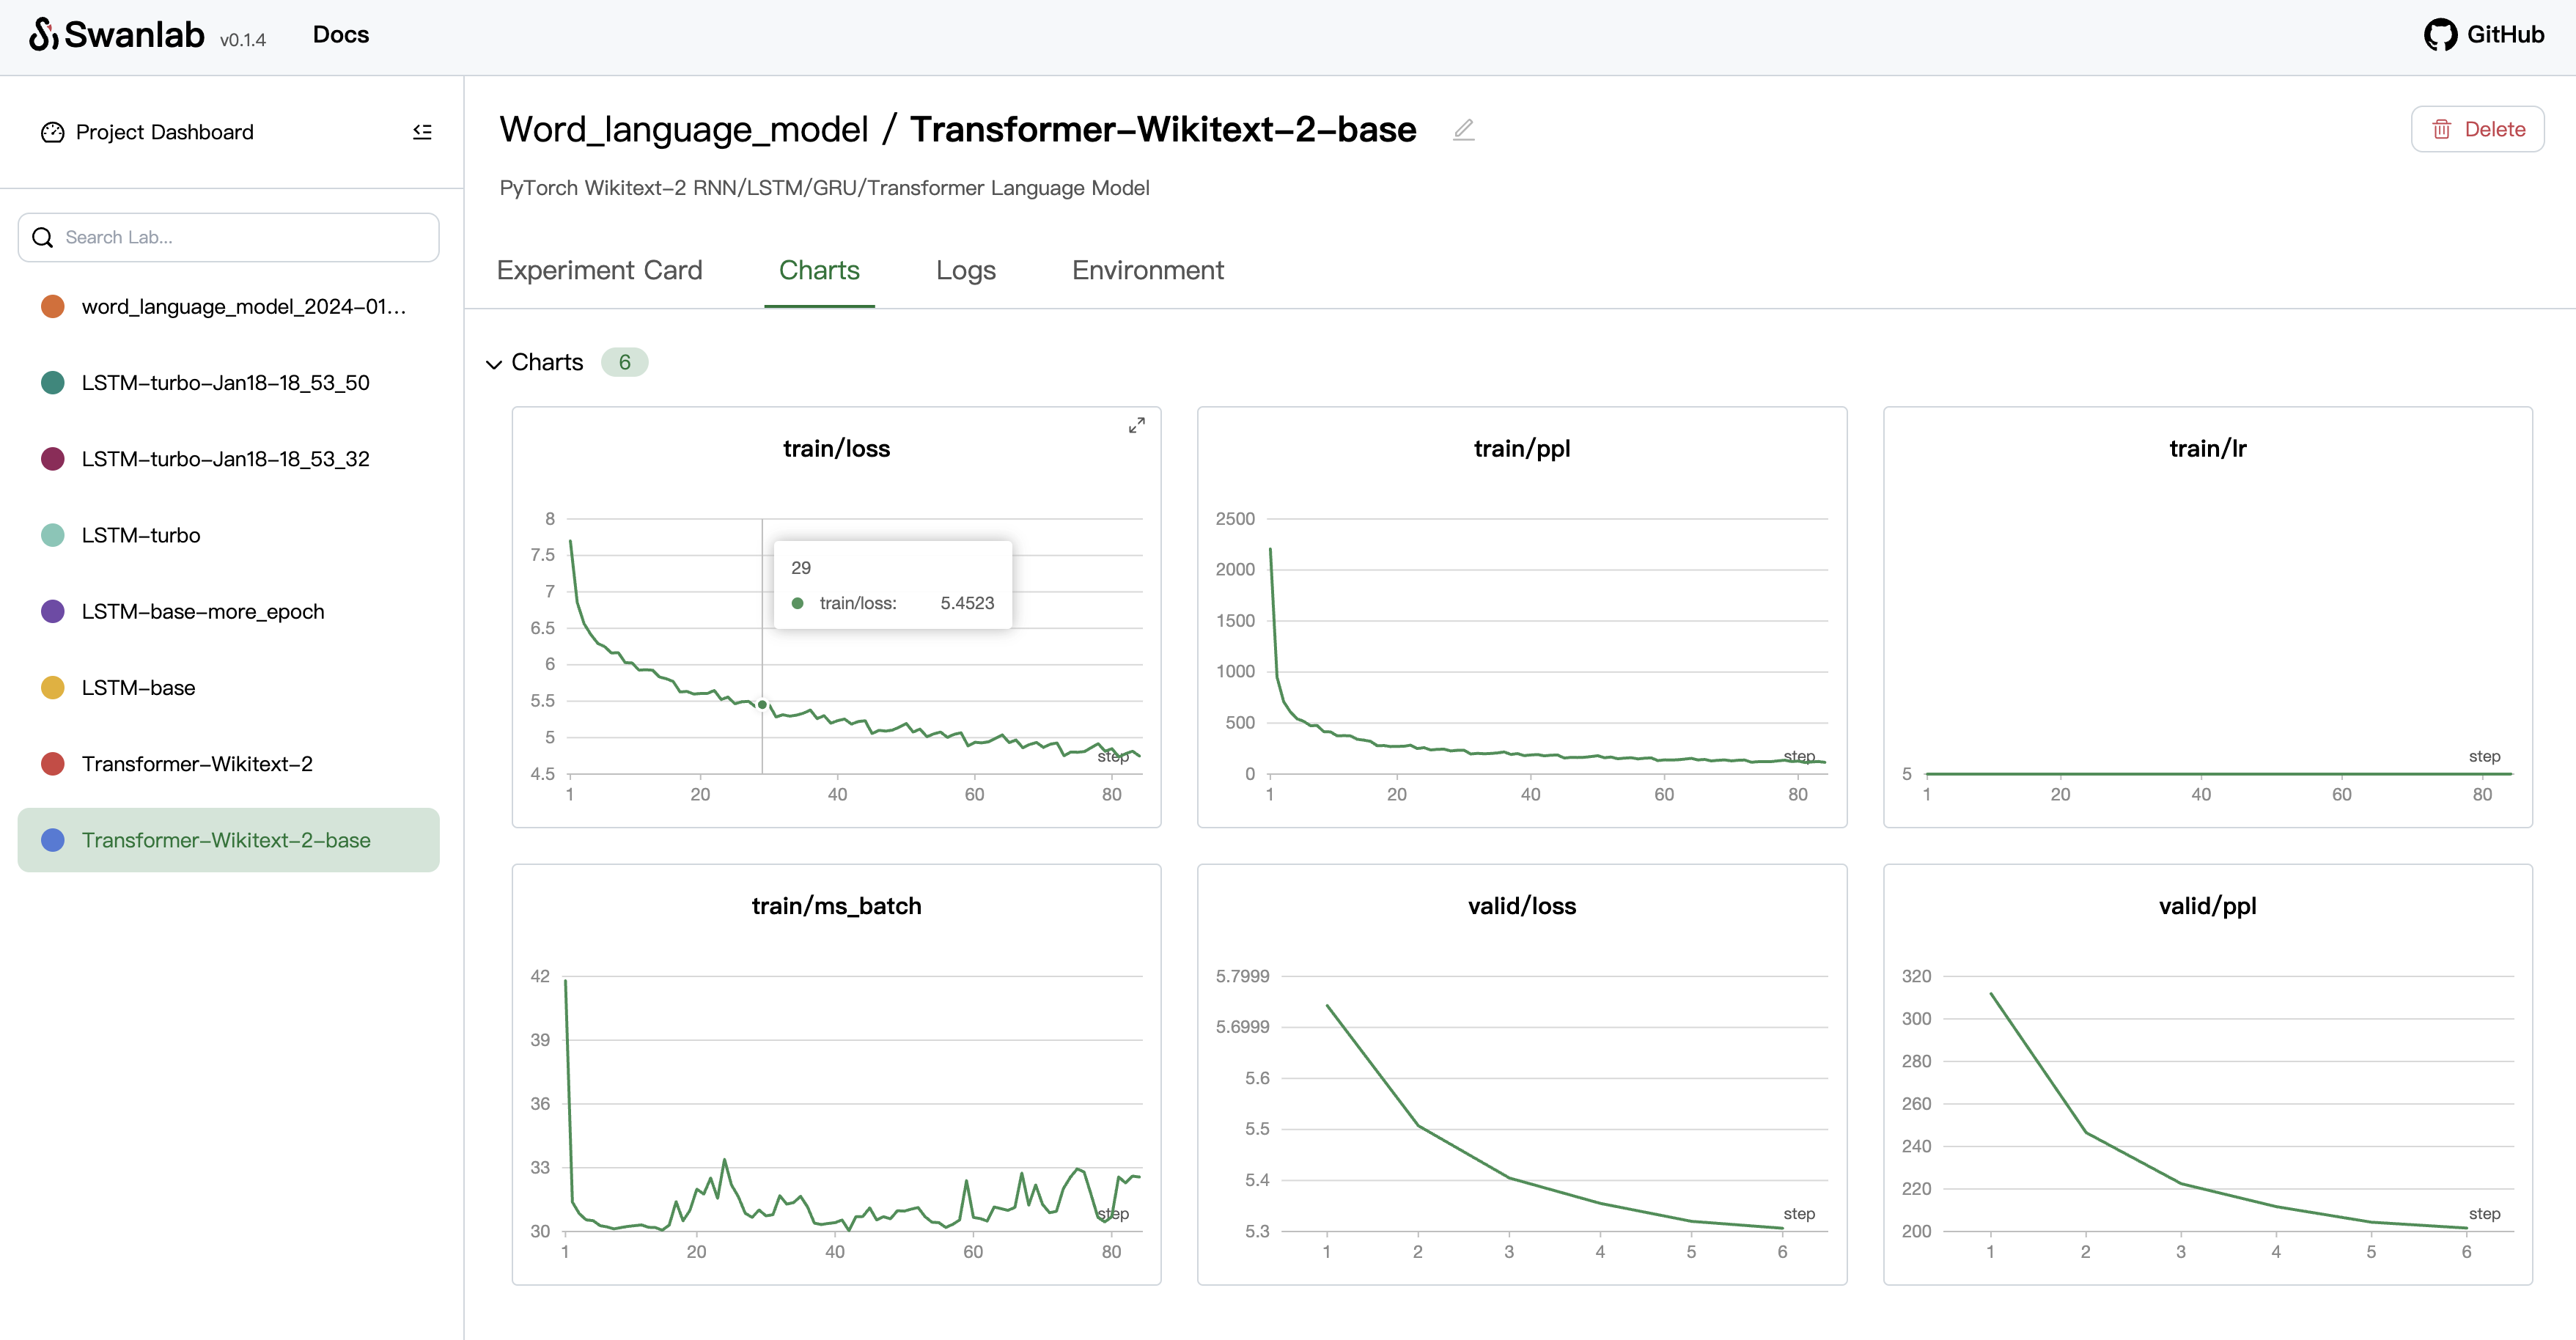 Swanlab v0.1.4 Docs GitHub
Project Dashboard
Search Lab...
word_language_model_2024-01...
LSTM-turbo-Jan18-18_53_50
LSTM-turbo-Jan18-18_53_32
LSTM-turbo
LSTM-base-more_epoch
LSTM-base
Transformer-Wikitext-2
Transformer-Wikitext-2-base
Word_language_model / Transformer-Wikitext-2-base
Delete
PyTorch Wikitext-2 RNN/LSTM/GRU/Transformer Language Model
Experiment Card Charts Logs Environment
Charts 6
train/loss
8
7.5
7
6.5
6
5.5
5
4.5
1 20 40 60 80
step
29
train/loss: 5.4523
train/ppl
2500
2000
1500
1000
500
0
1 20 40 60 80
step
train/lr
5
1 20 40 60 80
step
train/ms_batch
42
39
36
33
30
1 20 40 60 80
step
valid/loss
5.7999
5.6999
5.6
5.5
5.4
5.3
1 2 3 4 5 6
step
valid/ppl
320
300
280
260
240
220
200
1 2 3 4 5 6
step